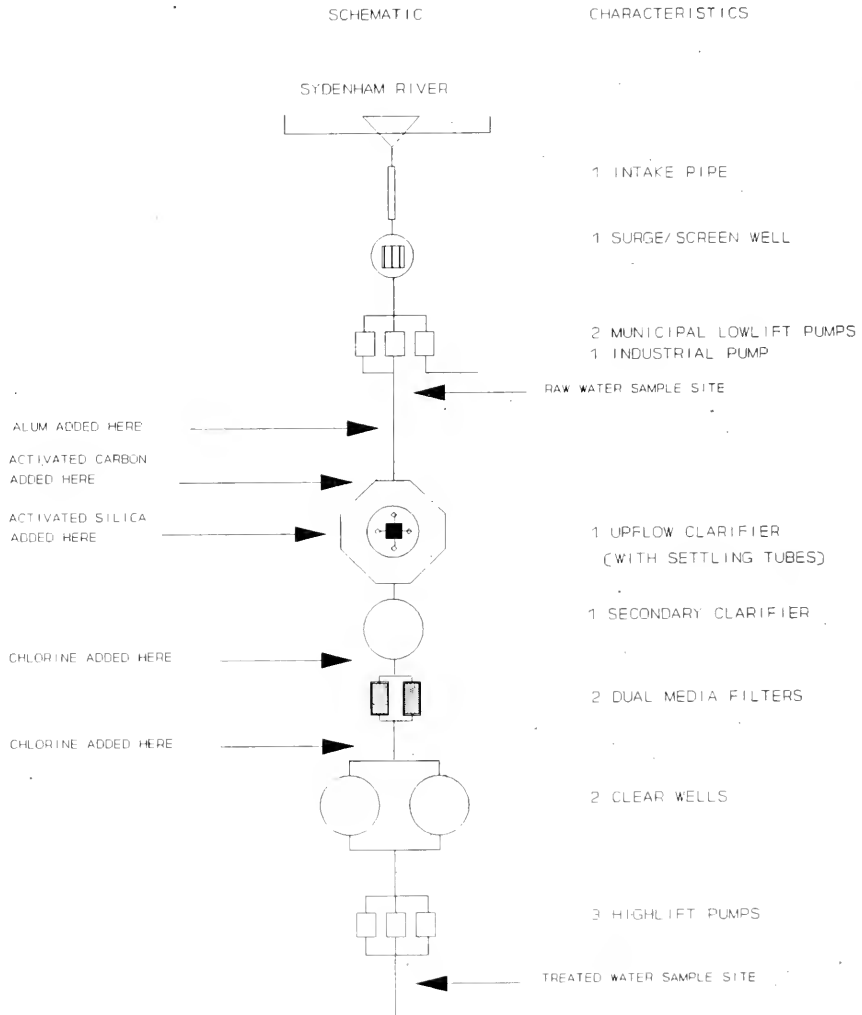 SCHEMATIC
CHARACTERISTICS
SYDENHAM RIVER
1 INTAKE PIPE
1 SURGE/SCREEN WELL
2 MUNICIPAL LOWLIFT PUMPS
1 INDUSTRIAL PUMP
RAW WATER SAMPLE SITE
ALUM ADDED HERE
ACTIVATED CARBON
ADDED HERE
ACTIVATED SILICA
ADDED HERE
1 UPFLOW CLARIFIER
(WITH SETTLING TUBES)
1 SECONDARY CLARIFIER
CHLORINE ADDED HERE
2 DUAL MEDIA FILTERS
CHLORINE ADDED HERE
2 CLEAR WELLS
3 HIGHLIFT PUMPS
TREATED WATER SAMPLE SITE